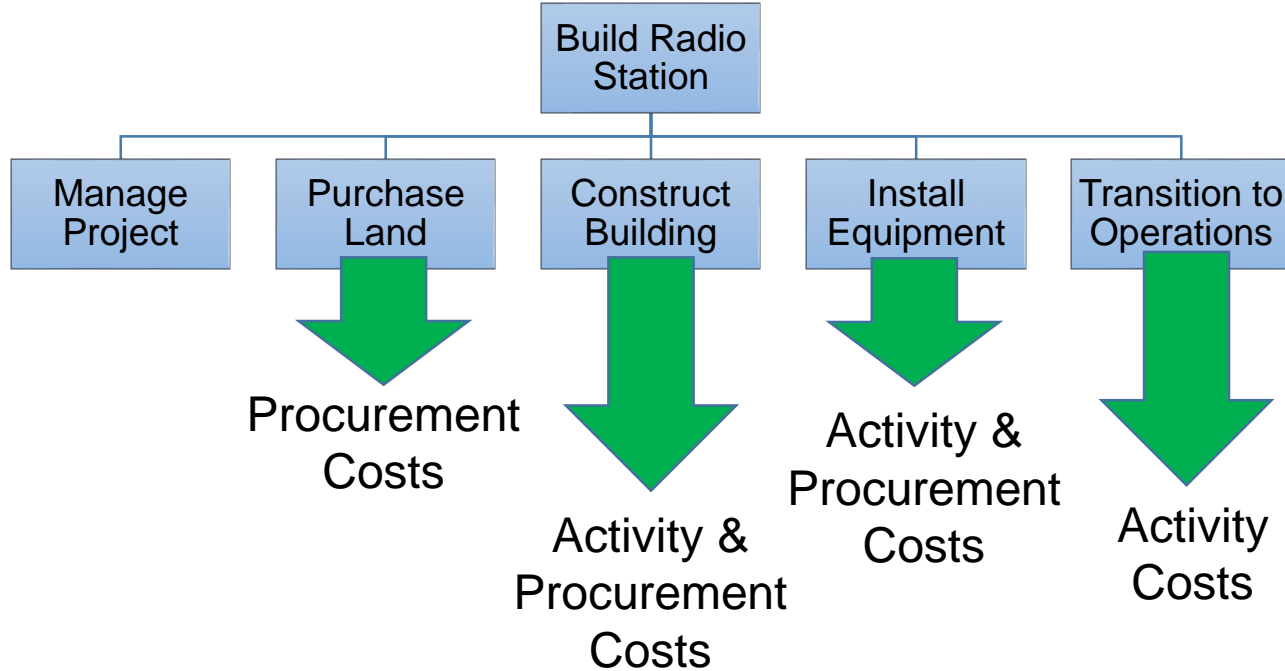 Build Radio
Station
Manage
Project
Purchase
Land
Construct
Building
Install
Equipment
Transition to
Operations
Procurement
Costs
Activity &
Procurement
Costs
Activity &
Procurement
Costs
Activity
Costs